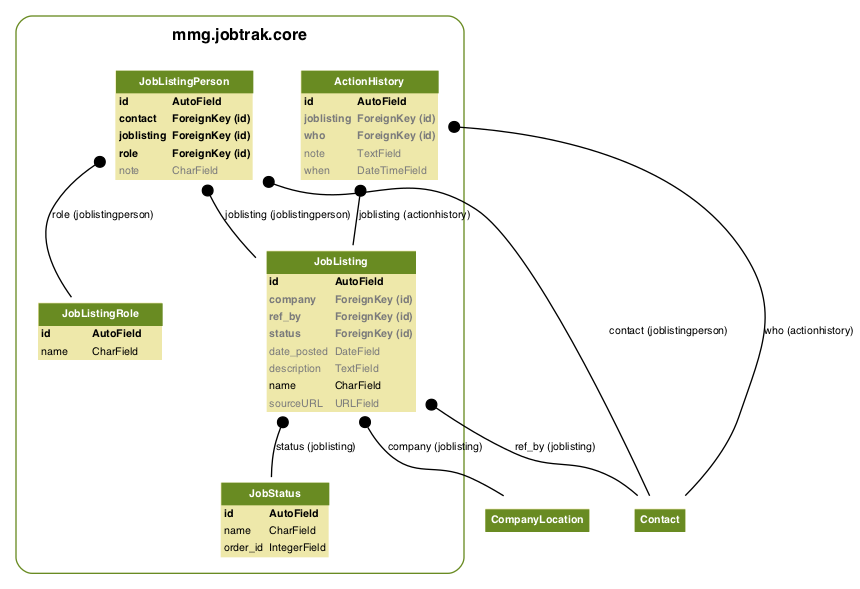 mmg.jobtrak.core
JobListingPerson
id AutoField
contact ForeignKey (id)
joblisting ForeignKey (id)
role ForeignKey (id)
note CharField
ActionHistory
id AutoField
joblisting ForeignKey (id)
who ForeignKey (id)
note TextField
when DateTimeField
role (joblistingperson)
joblisting (joblistingperson)
joblisting (actionhistory)
JobListing
id AutoField
company ForeignKey (id)
ref_by ForeignKey (id)
status ForeignKey (id)
date_posted DateField
description TextField
name CharField
sourceURL URLField
JobListingRole
id AutoField
name CharField
contact (joblistingperson)
who (actionhistory)
status (joblisting)
company (joblisting)
ref_by (joblisting)
JobStatus
id AutoField
name CharField
order_id IntegerField
CompanyLocation
Contact